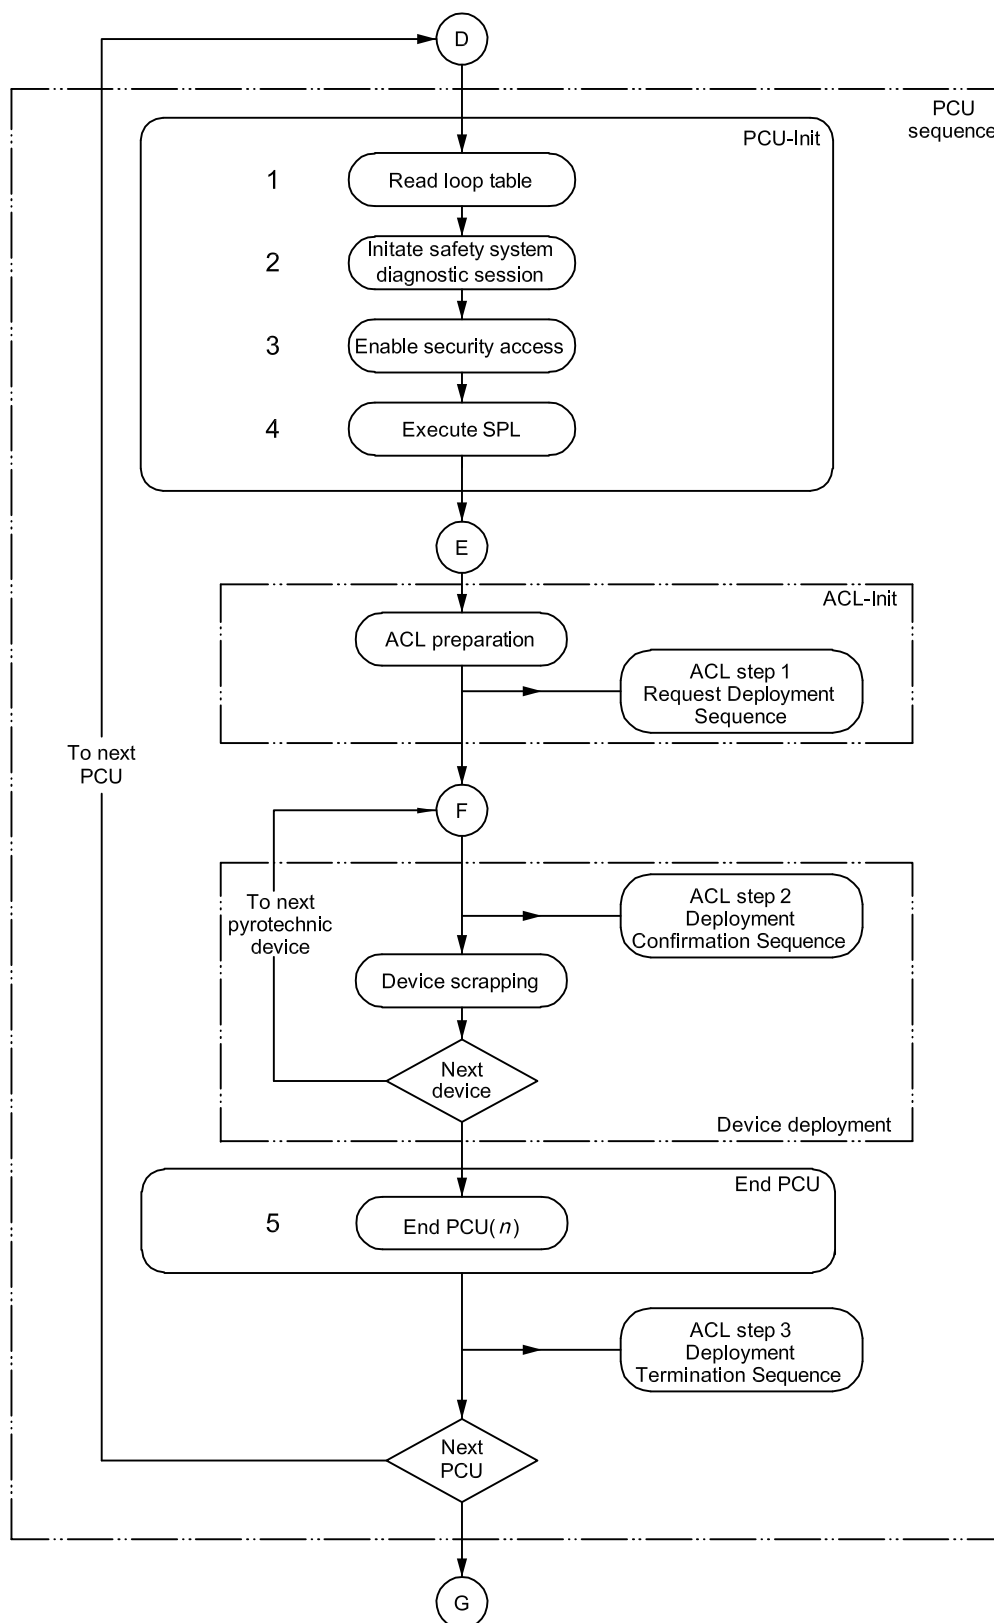 D
PCU
sequence
PCU-Init
1
Read loop table
2
Initate safety system
diagnostic session
3
Enable security access
4
Execute SPL
E
ACL-Init
ACL preparation
ACL step 1
Request Deployment
Sequence
To next
PCU
F
To next
pyrotechnic
device
ACL step 2
Deployment
Confirmation Sequence
Device scrapping
Next
device
Device deployment
End PCU
5
End PCU(n)
ACL step 3
Deployment
Termination Sequence
Next
PCU
G